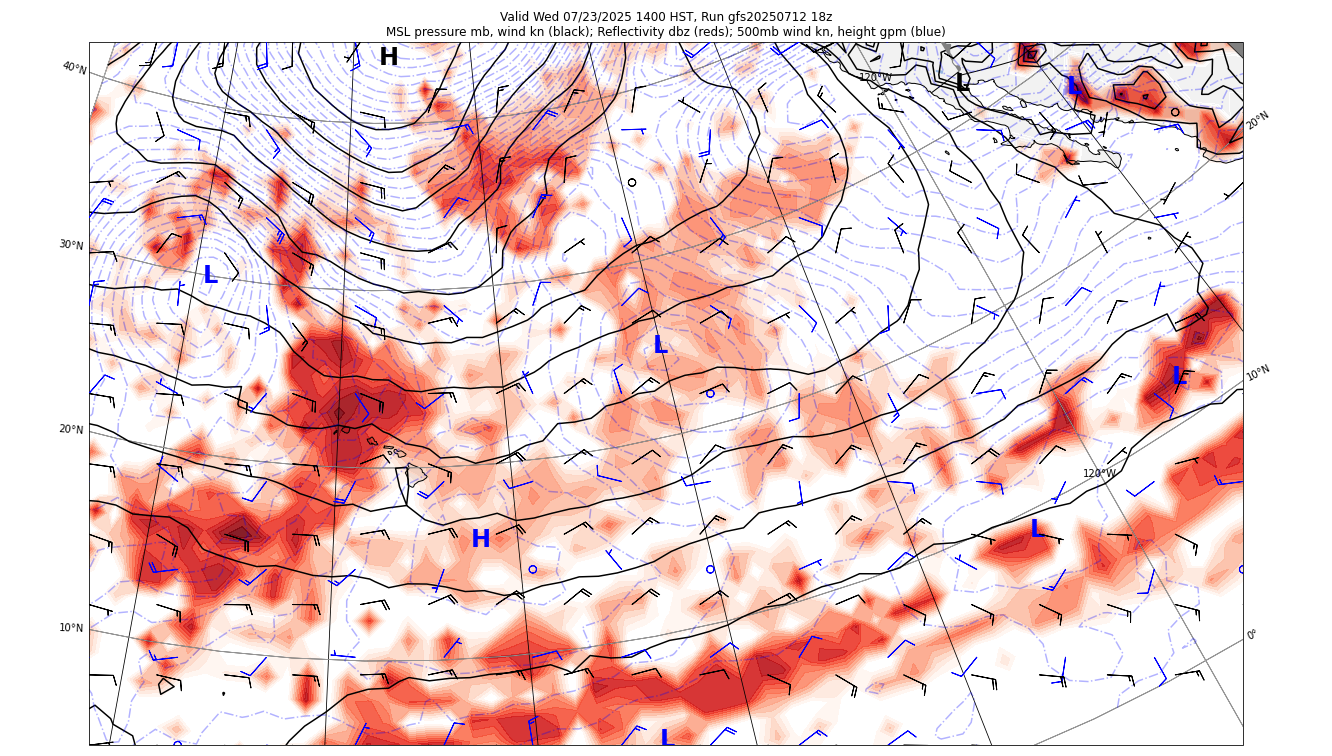 Valid Wed 07/23/2025 1400 HST, Run gfs20250712 18z
MSL pressure mb, wind kn (black); Reflectivity dbz (reds); 500mb wind kn, height gpm (blue)
H
40°N
120°W
L
L
20°N
30°N
L
L
10°N
L
20°N
120°W
H
L
10°N
0°
L